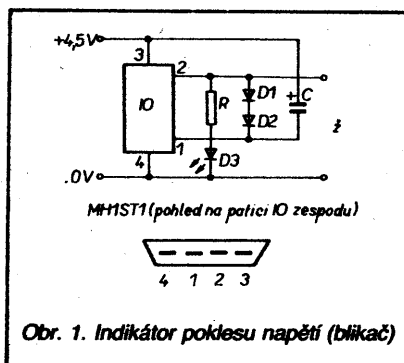 +4,5V
3
2
IO
R
D1
D2
+
C
ž
1
4
D3
.0V
MH1ST1 (pohled na patici IO zespodu)
4 1 2 3
Obr. 1. Indikátor poklesu napětí (blikač)